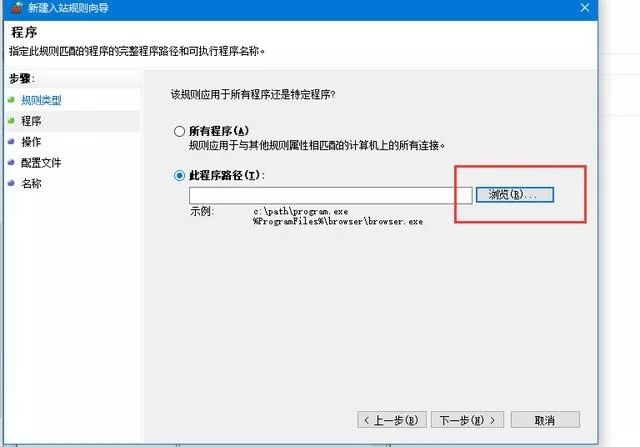 新建入站规则向导
程序
指定此规则匹配的程序的完整程序路径和可执行程序名称。
步骤:
规则类型
程序
操作
配置文件
名称
该规则应用于所有程序还是特定程序?
所有程序(A)
规则应用于与其他规则属性相匹配的计算机上的所有连接。
此程序路径(T):
浏览(R)...
示例: c:\path\program.exe
%ProgramFiles%\browser\browser.exe
< 上一步(B) 下一步(N) > 取消